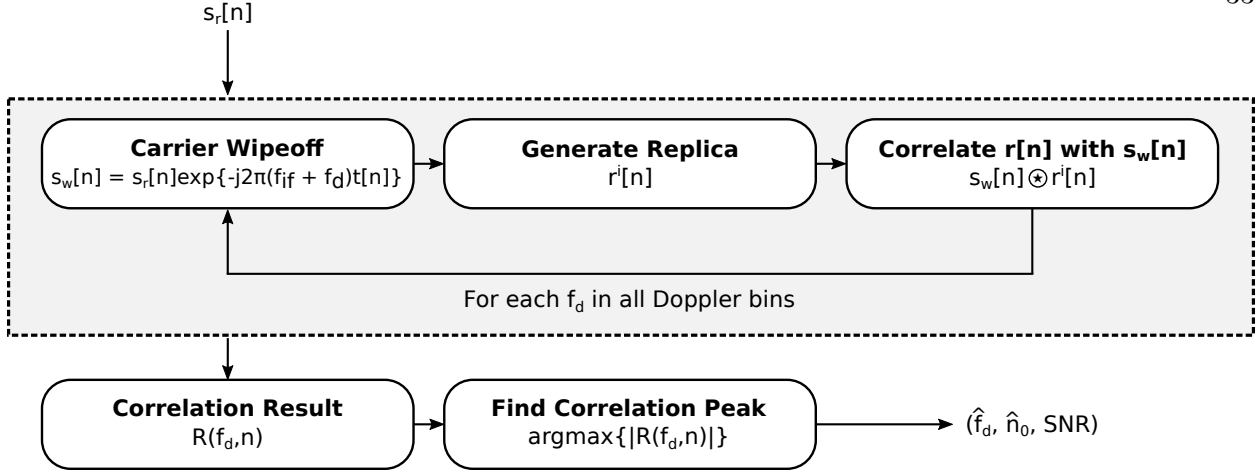 s_r[n]
Carrier Wipeoff
s_w[n] = s_r[n]exp{-j2π(f_if + f_d)t[n]}
Generate Replica
r^i[n]
Correlate r[n] with s_w[n]
s_w[n]⊛r^i[n]
For each f_d in all Doppler bins
Correlation Result
R(f_d,n)
Find Correlation Peak
argmax{|R(f_d,n)|}
(f̂_d, n̂_0, SNR)